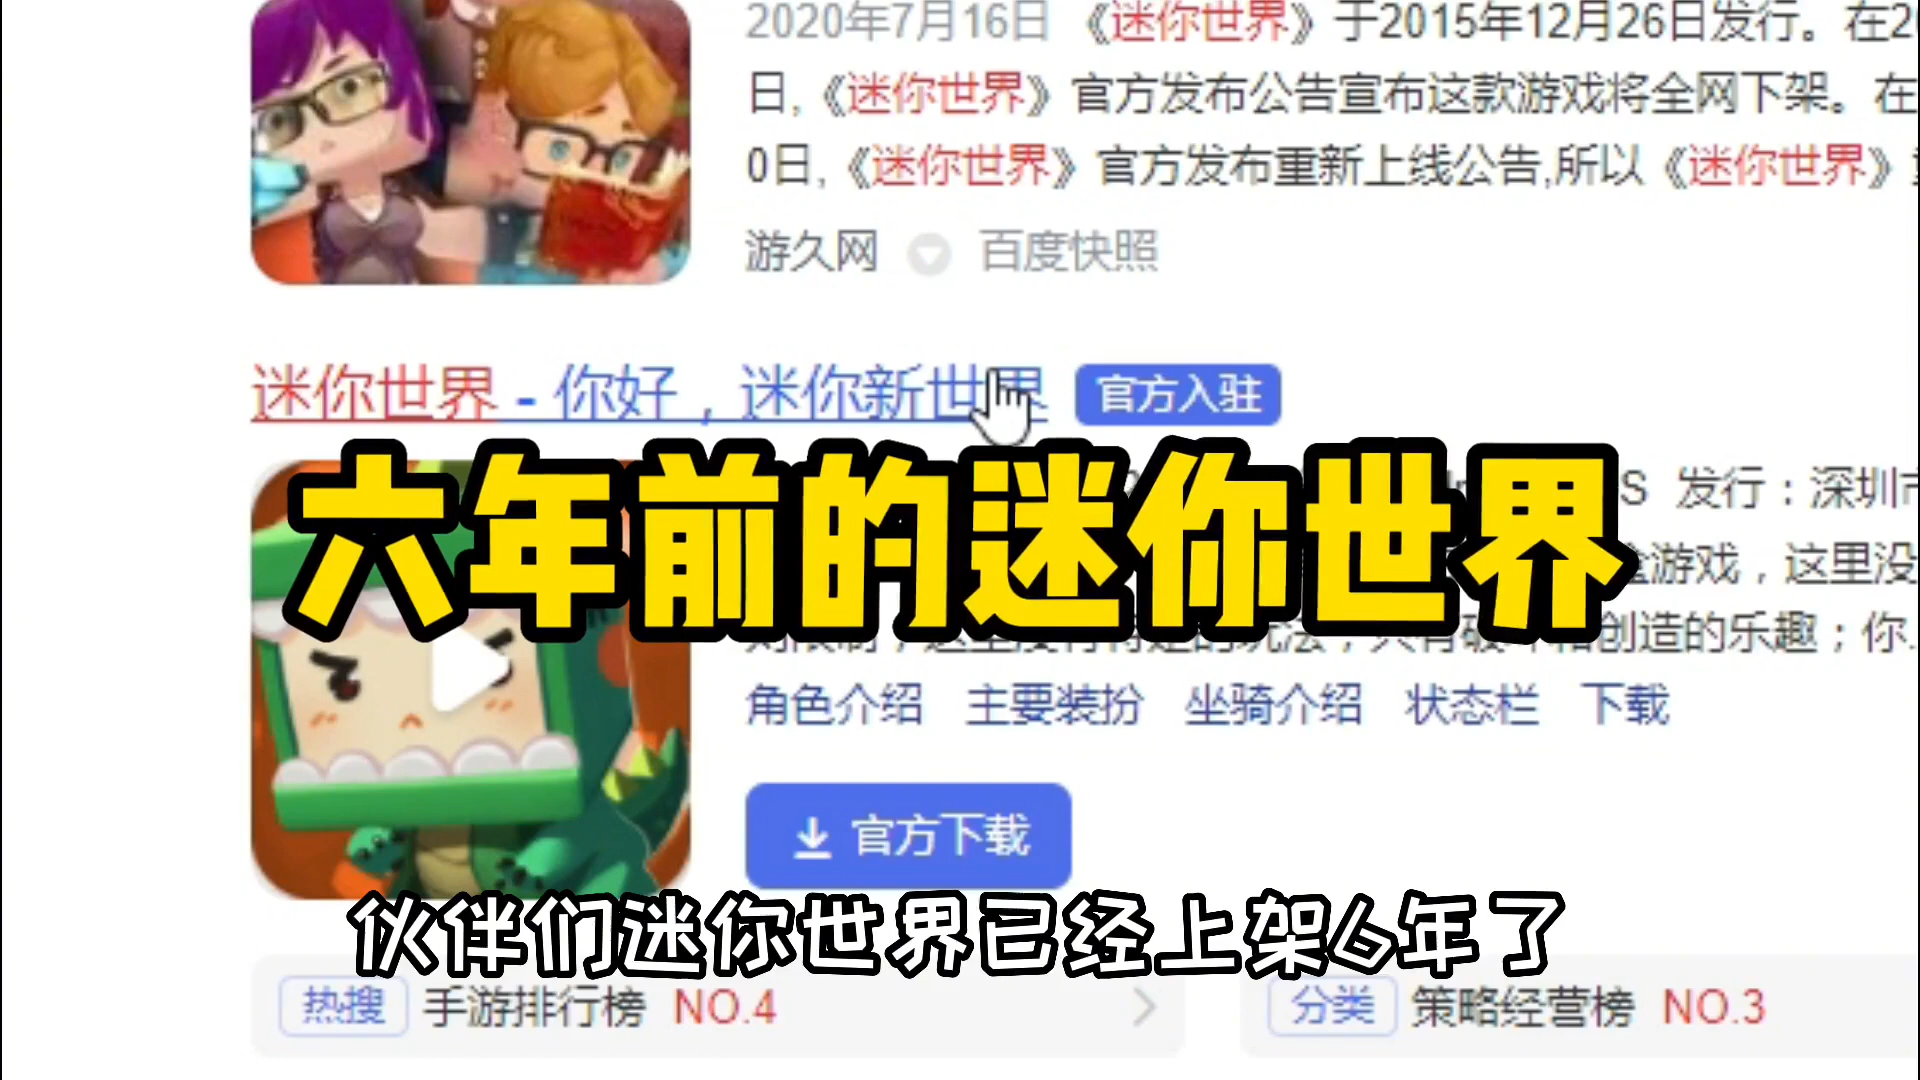 2020年7月16日 《迷你世界》于2015年12月26日发行。在2
日,《迷你世界》官方发布公告宣布这款游戏将全网下架。在
0日,《迷你世界》官方发布重新上线公告,所以《迷你世界》
游久网 百度快照
迷你世界 - 你好，迷你新世界 官方入驻
六年前的迷你世界
S 发行：深圳市
游戏，这里没
创造的乐趣；你.
角色介绍 主要装扮 坐骑介绍 状态栏 下载
官方下载
伙伴们迷你世界已经上架6年了
热搜 手游排行榜 NO.4
分类 策略经营榜 NO.3